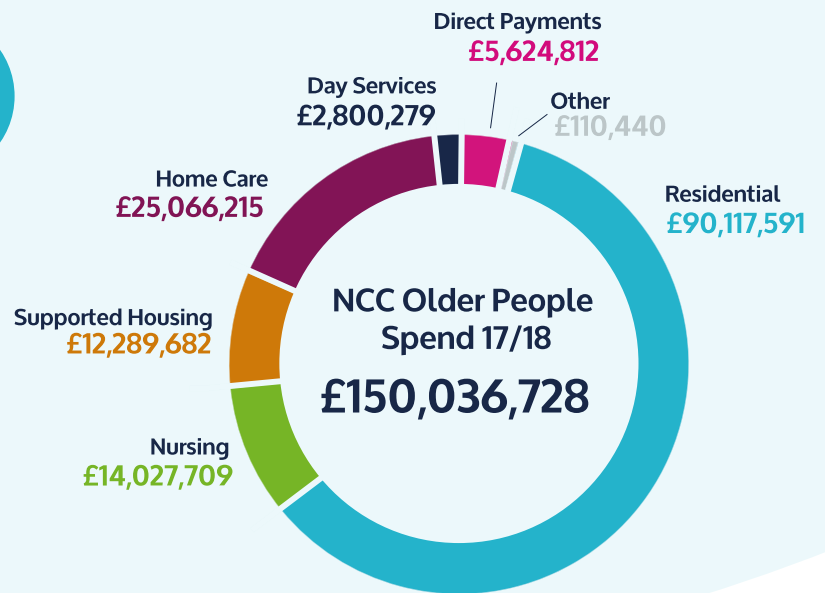 Direct Payments
£5,624,812
Day Services
£2,800,279
Other
£110,440
Home Care
£25,066,215
Residential
£90,117,591
NCC Older People
Spend 17/18
£150,036,728
Supported Housing
£12,289,682
Nursing
£14,027,709